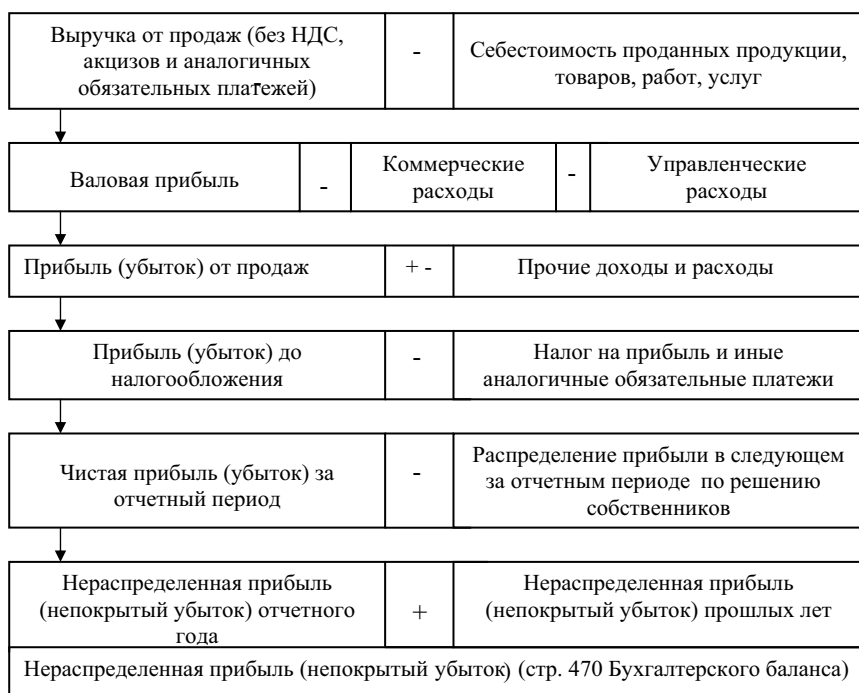 Выручка от продаж (без НДС,
акцизов и аналогичных
обязательных платежей)
-
Себестоимость проданных продукции,
товаров, работ, услуг
Валовая прибыль
-
Коммерческие
расходы
-
Управленческие
расходы
Прибыль (убыток) от продаж
+ -
Прочие доходы и расходы
Прибыль (убыток) до
налогообложения
-
Налог на прибыль и иные
аналогичные обязательные платежи
Чистая прибыль (убыток) за
отчетный период
-
Распределение прибыли в следующем
за отчетным периоде по решению
собственников
Нераспределенная прибыль
(непокрытый убыток) отчетного
года
+
Нераспределенная прибыль
(непокрытый убыток) прошлых лет
Нераспределенная прибыль (непокрытый убыток) (стр. 470 Бухгалтерского баланса)